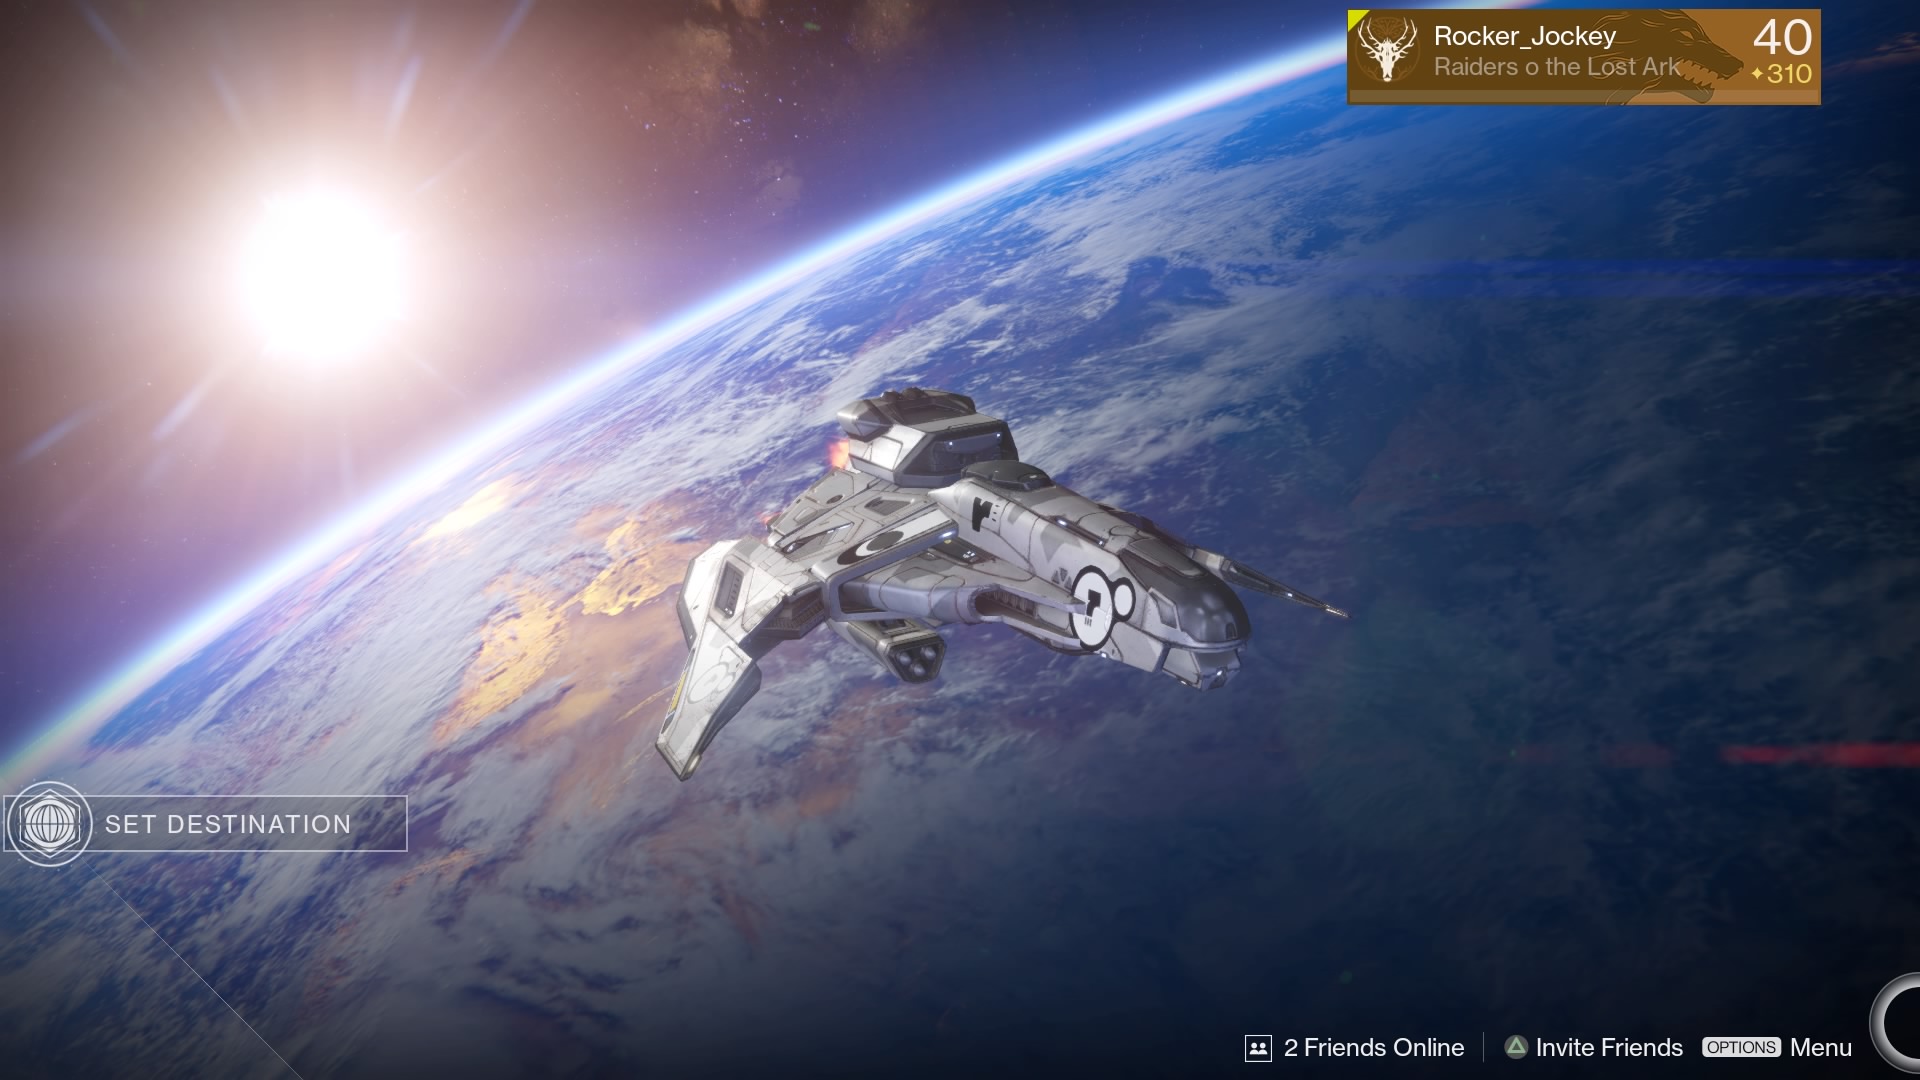 Rocker_Jockey
Raiders o the Lost Ark
40
310
SET DESTINATION
2 Friends Online
Invite Friends
OPTIONS Menu